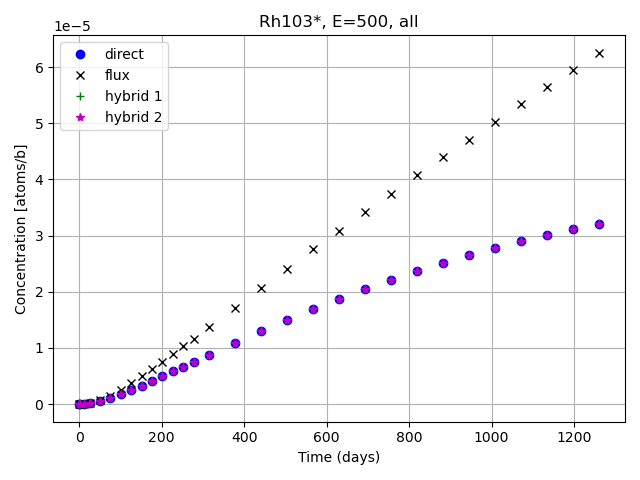 Rh103*, E=500, all
1e−5
direct
flux
hybrid 1
hybrid 2
6
5
4
3
2
1
0
Concentration [atoms/b]
0 200 400 600 800 1000 1200
Time (days)